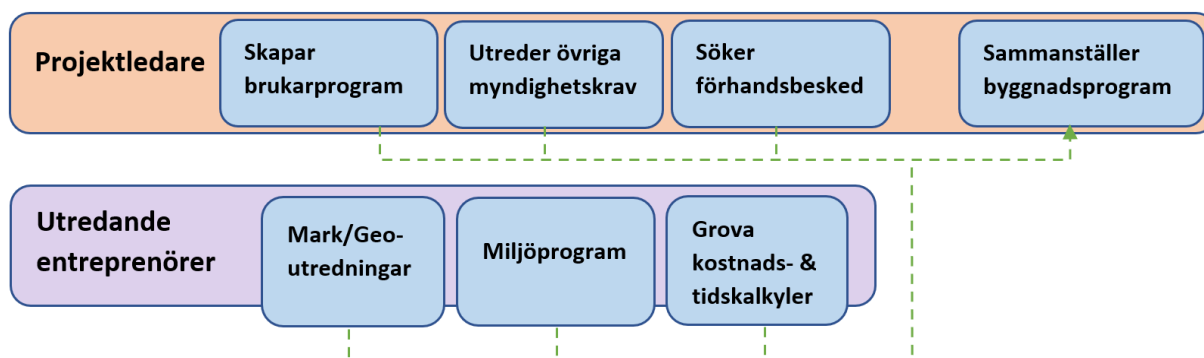 Projektledare
Skapar
brukarprogram
Utreder övriga
myndighetskrav
Söker
förhandsbesked
Sammanställer
byggnadsprogram
Utredande
entreprenörer
Mark/Geo-
utredningar
Miljöprogram
Grova
kostnads- &
tidskalkyler